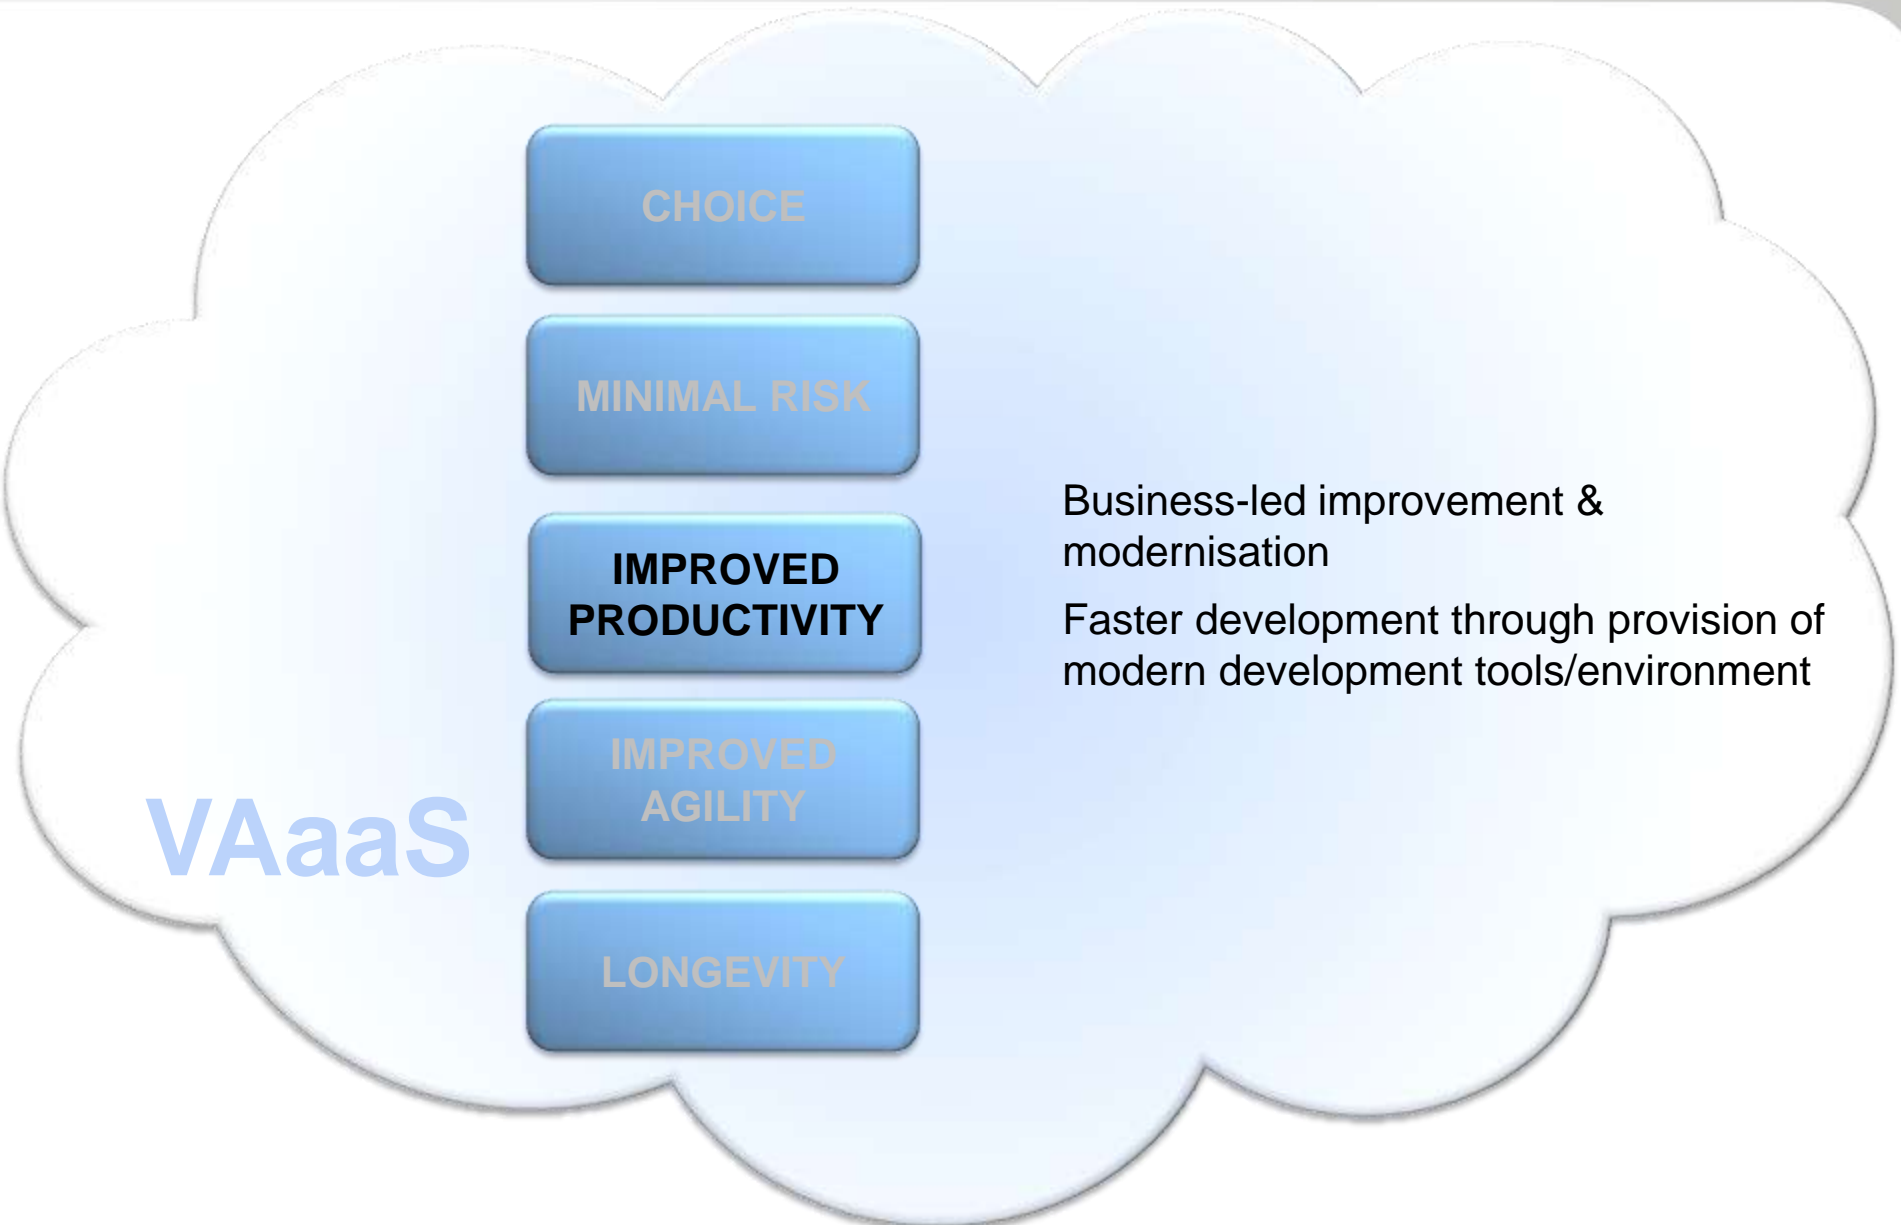 CHOICE
MINIMAL RISK
IMPROVED
PRODUCTIVITY
Business-led improvement &
modernisation
Faster development through provision of
modern development tools/environment
IMPROVED
AGILITY
VAaaS
LONGEVITY